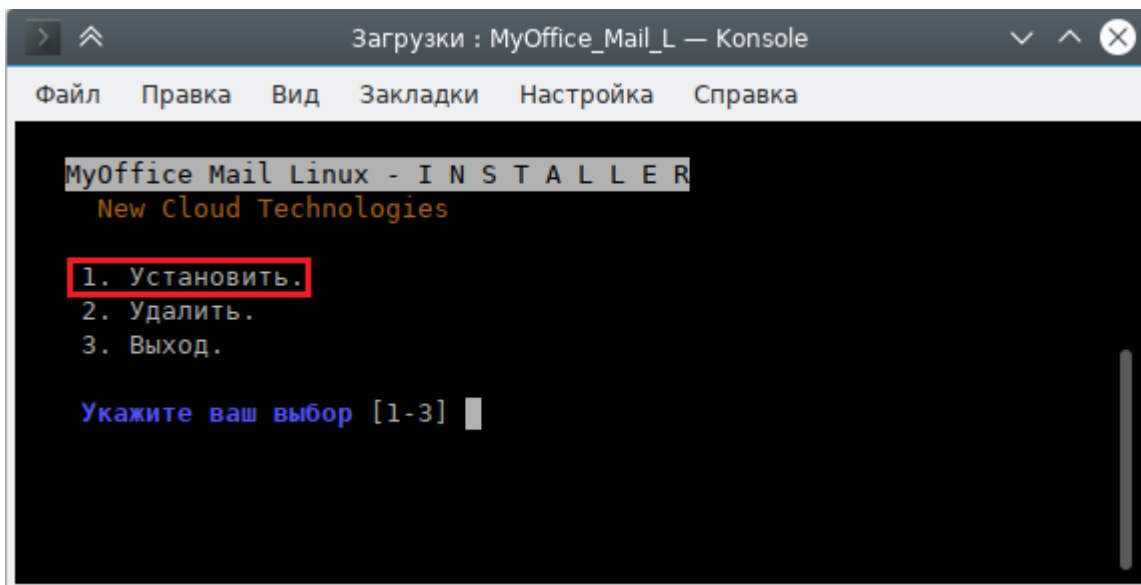 Загрузки : MyOffice_Mail_L — Konsole
Файл Правка Вид Закладки Настройка Справка
MyOffice Mail Linux - I N S T A L L E R
New Cloud Technologies
1. Установить.
2. Удалить.
3. Выход.
Укажите ваш выбор [1-3]